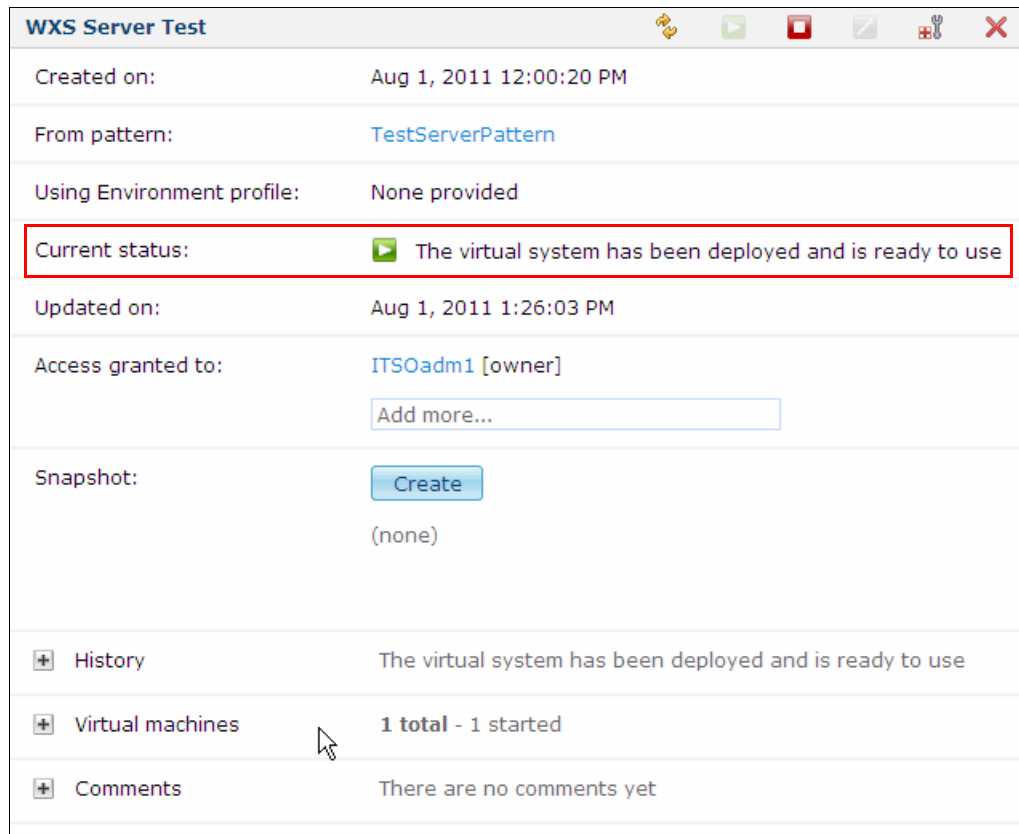 WXS Server Test
Created on: Aug 1, 2011 12:00:20 PM
From pattern: TestServerPattern
Using Environment profile: None provided
Current status: The virtual system has been deployed and is ready to use
Updated on: Aug 1, 2011 1:26:03 PM
Access granted to: ITSOadm1 [owner]
Add more...
Snapshot: Create
(none)
History The virtual system has been deployed and is ready to use
Virtual machines 1 total - 1 started
Comments There are no comments yet